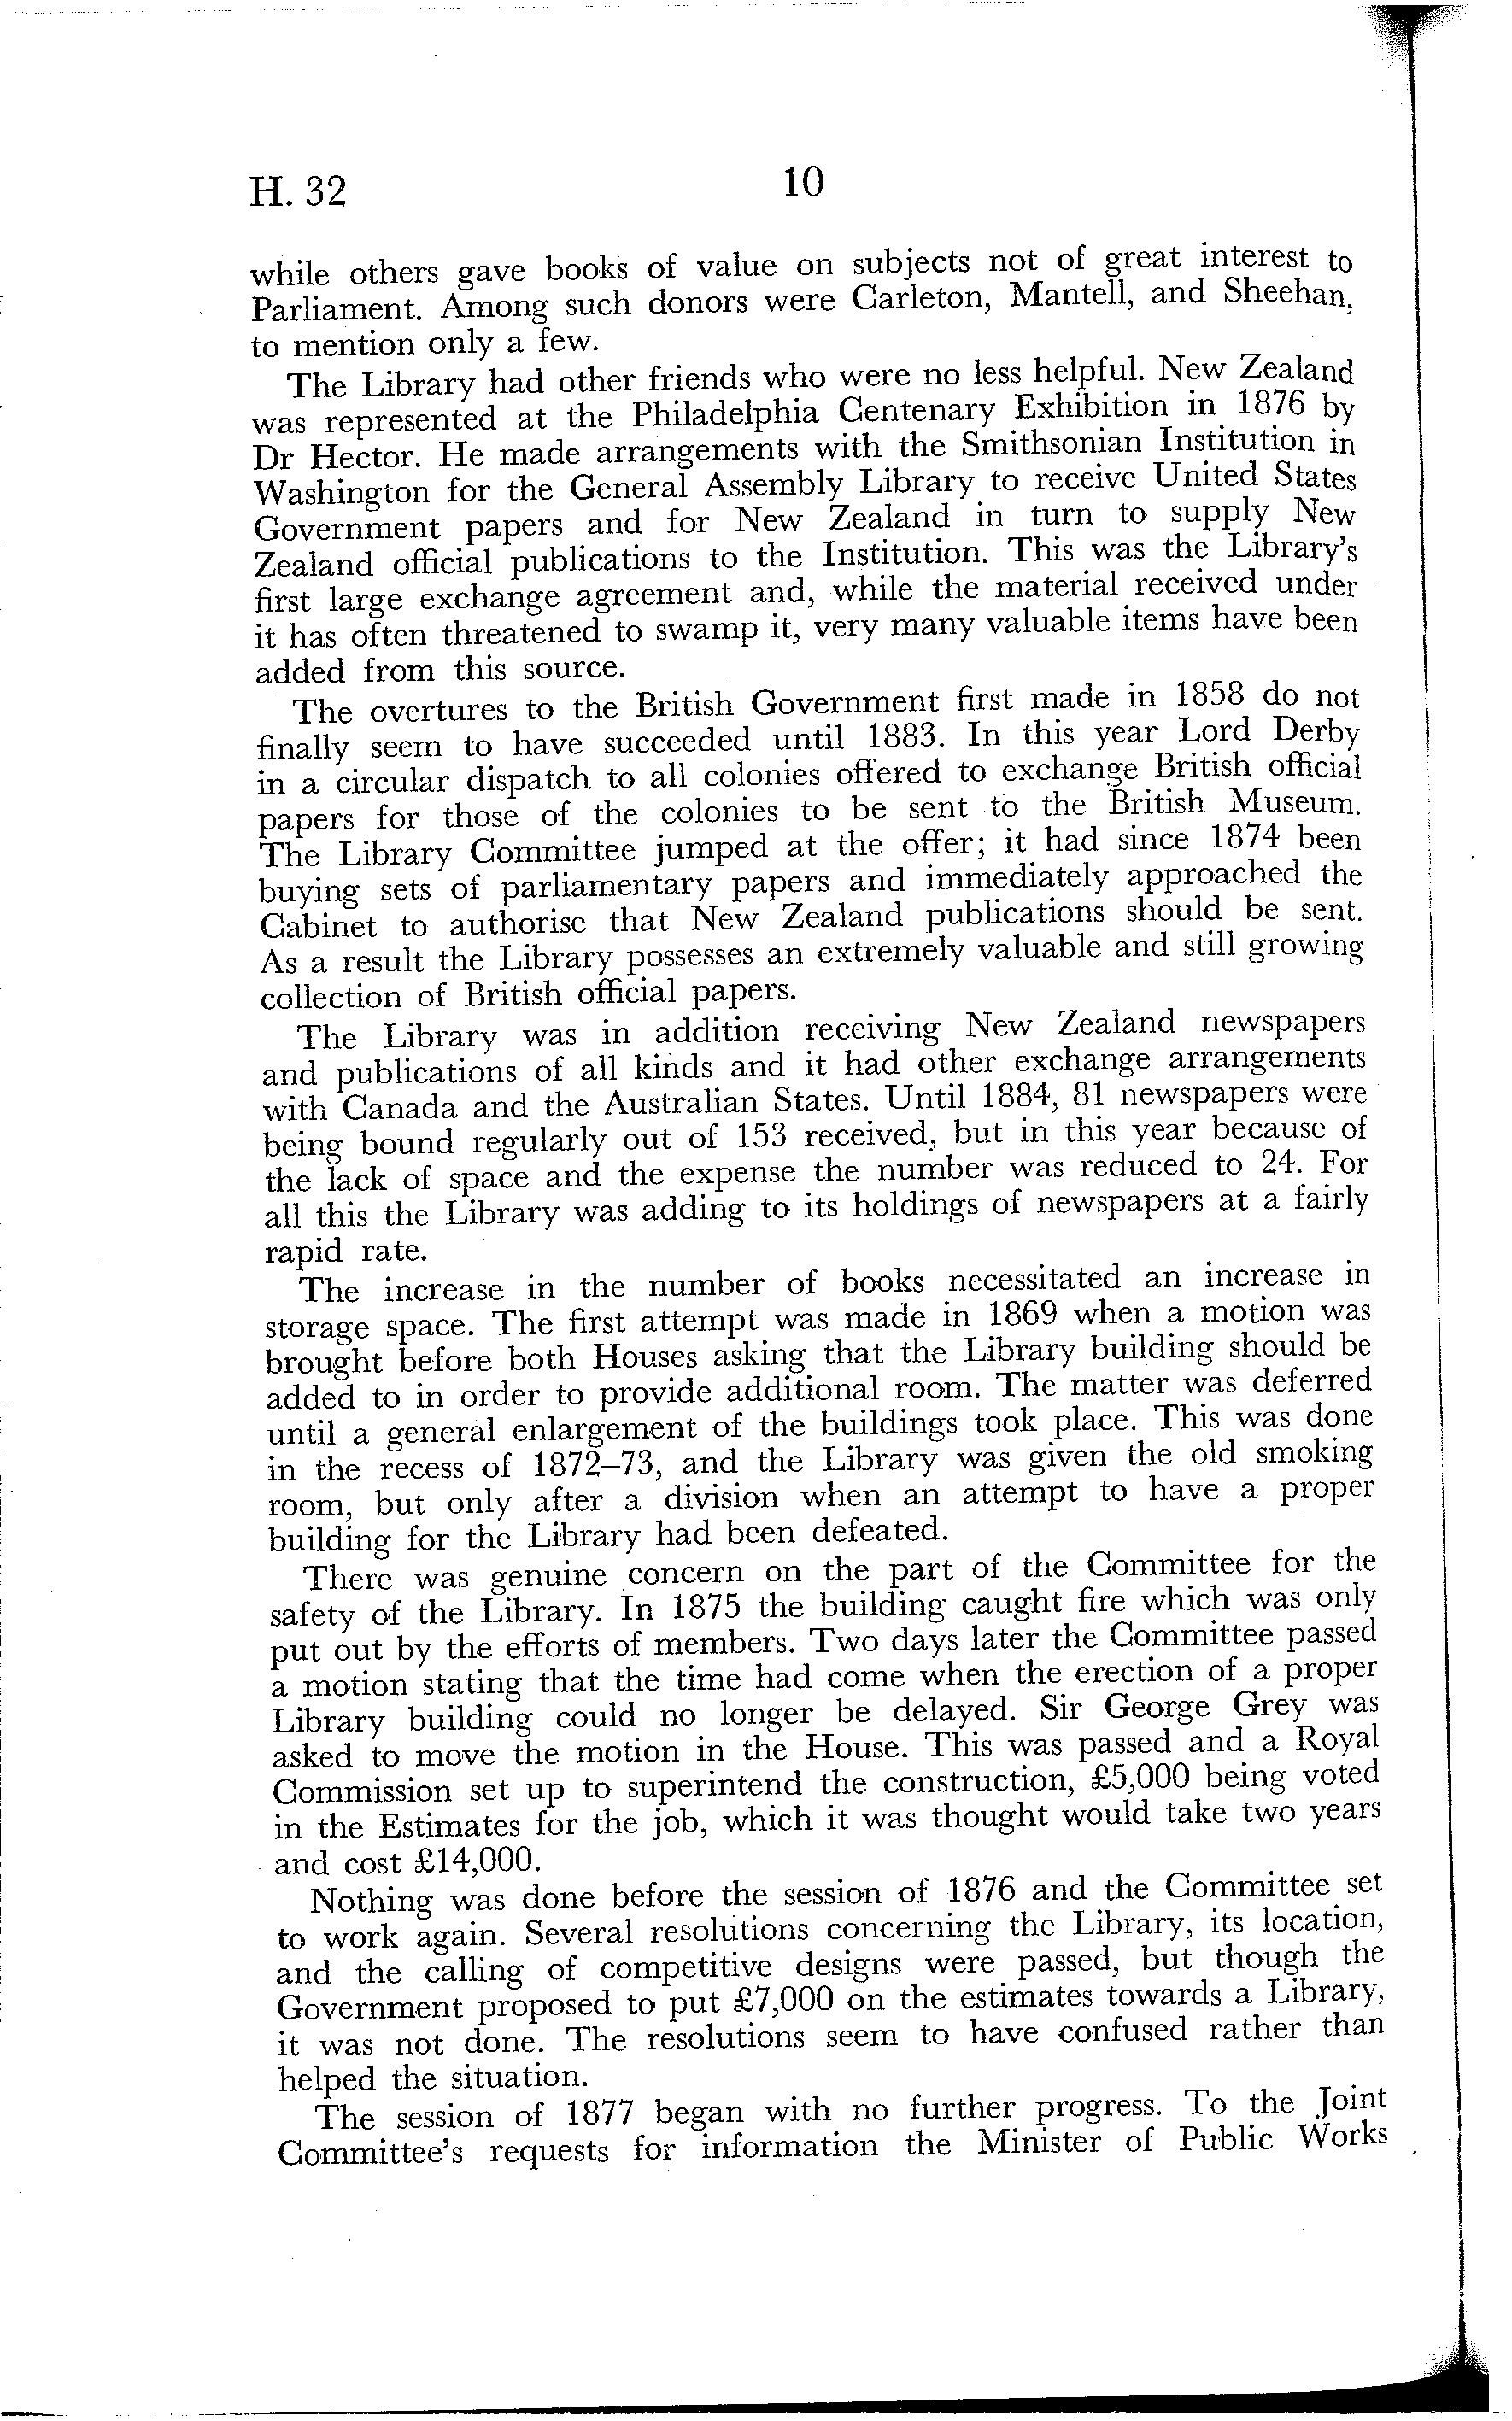 H. 32 10
while others gave books of value on subjects not of great interest to
Parliament. Among such donors were Carleton, Mantell, and Sheehan,
to mention only a few.
The Library had other friends who were no less helpful. New Zealand
was represented at the Philadelphia Centenary Exhibition in 1876 by
Dr Hector. He made arrangements with the Smithsonian Institution in
Washington for the General Assembly Library to receive United States
Government papers and for New Zealand in turn to supply New
Zealand official publications to the Institution. This was the Library's
first large exchange agreement and, while the material received under
it has often threatened to swamp it, very many valuable items have been
added from this source.
The overtures to the British Government first made in 1858 do not
finally seem to have succeeded until 1883. In this year Lord Derby
in a circular dispatch to all colonies offered to exchange British official
papers for those of the colonies to be sent to the British Museum.
The Library Committee jumped at the offer; it had since 1874 been
buying sets of parliamentary papers and immediately approached the
Cabinet to authorise that New Zealand publications should be sent.
As a result the Library possesses an extremely valuable and still growing
collection of British official papers.
The Library was in addition receiving New Zealand newspapers
and publications of all kinds and it had other exchange arrangements
with Canada and the Australian States. Until 1884, 81 newspapers were
being bound regularly out of 153 received, but in this year because of
the lack of space and the expense the number was reduced to 24. For
all this the Library was adding to its holdings of newspapers at a fairly
rapid rate.
The increase in the number of books necessitated an increase in
storage space. The first attempt was made in 1869 when a motion was
brought before both Houses asking that the Library building should be
added to in order to provide additional room. The matter was deferred
until a general enlargement of the buildings took place. This was done
in the recess of 1872–73, and the Library was given the old smoking
room, but only after a division when an attempt to have a proper
building for the Library had been defeated.
There was genuine concern on the part of the Committee for the
safety of the Library. In 1875 the building caught fire which was only
put out by the efforts of members. Two days later the Committee passed
a motion stating that the time had come when the erection of a proper
Library building could no longer be delayed. Sir George Grey was
asked to move the motion in the House. This was passed and a Royal
Commission set up to superintend the construction, £5,000 being voted
in the Estimates for the job, which it was thought would take two years
and cost £14,000.
Nothing was done before the session of 1876 and the Committee set
to work again. Several resolutions concerning the Library, its location,
and the calling of competitive designs were passed, but though the
Government proposed to put £7,000 on the estimates towards a Library,
it was not done. The resolutions seem to have confused rather than
helped the situation.
The session of 1877 began with no further progress. To the Joint
Committee's requests for information the Minister of Public Works